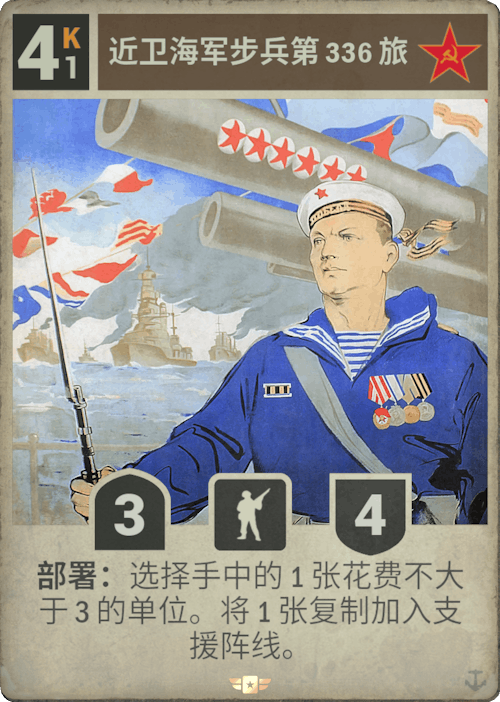 4K
1
近卫海军步兵第 336 旅
3
4
部署：选择手中的 1 张花费不大
于 3 的单位。将 1 张复制加入支
援阵线。